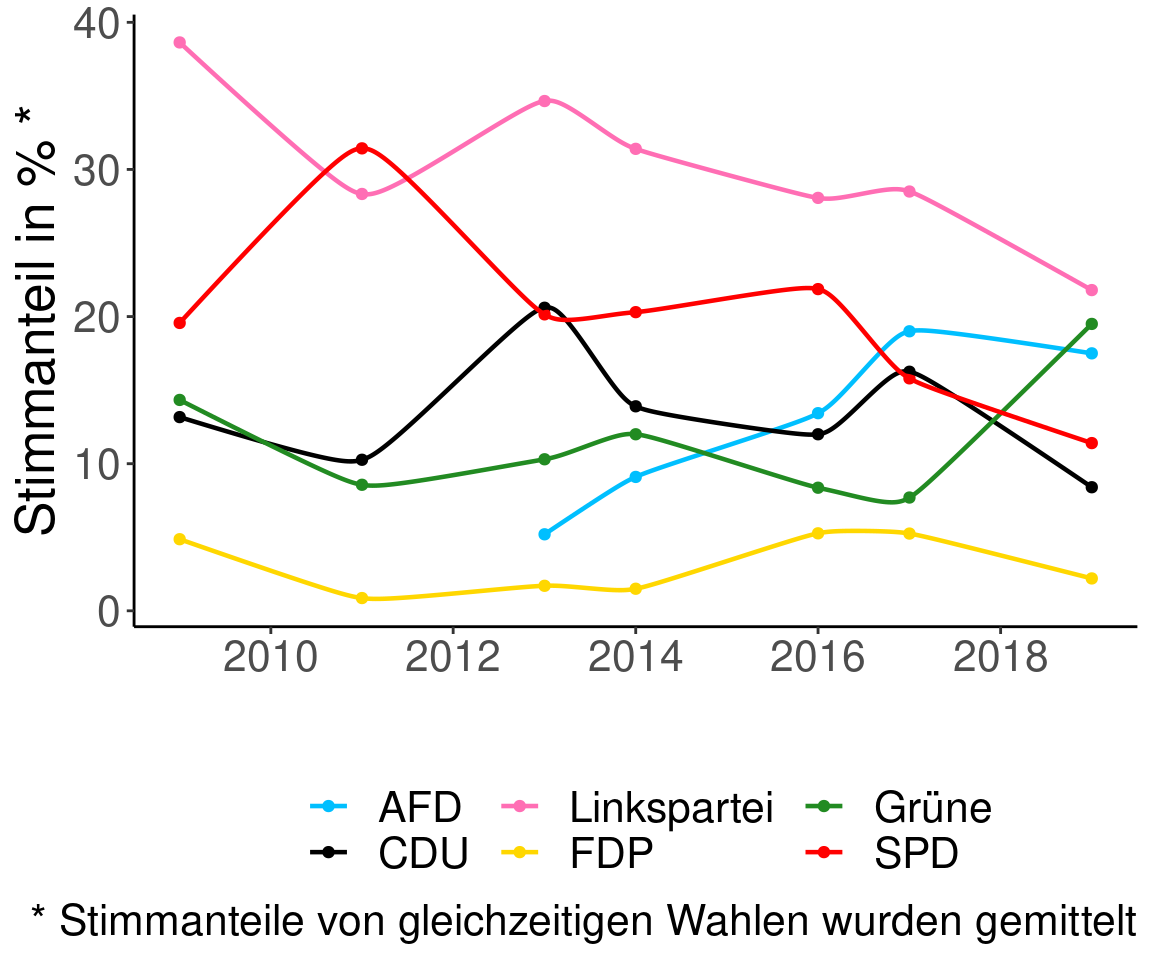 Stimmanteil in % *
40
30
20
10
0
2010 2012 2014 2016 2018
AFD Linkspartei Grüne
CDU FDP SPD
* Stimmanteile von gleichzeitigen Wahlen wurden gemittelt